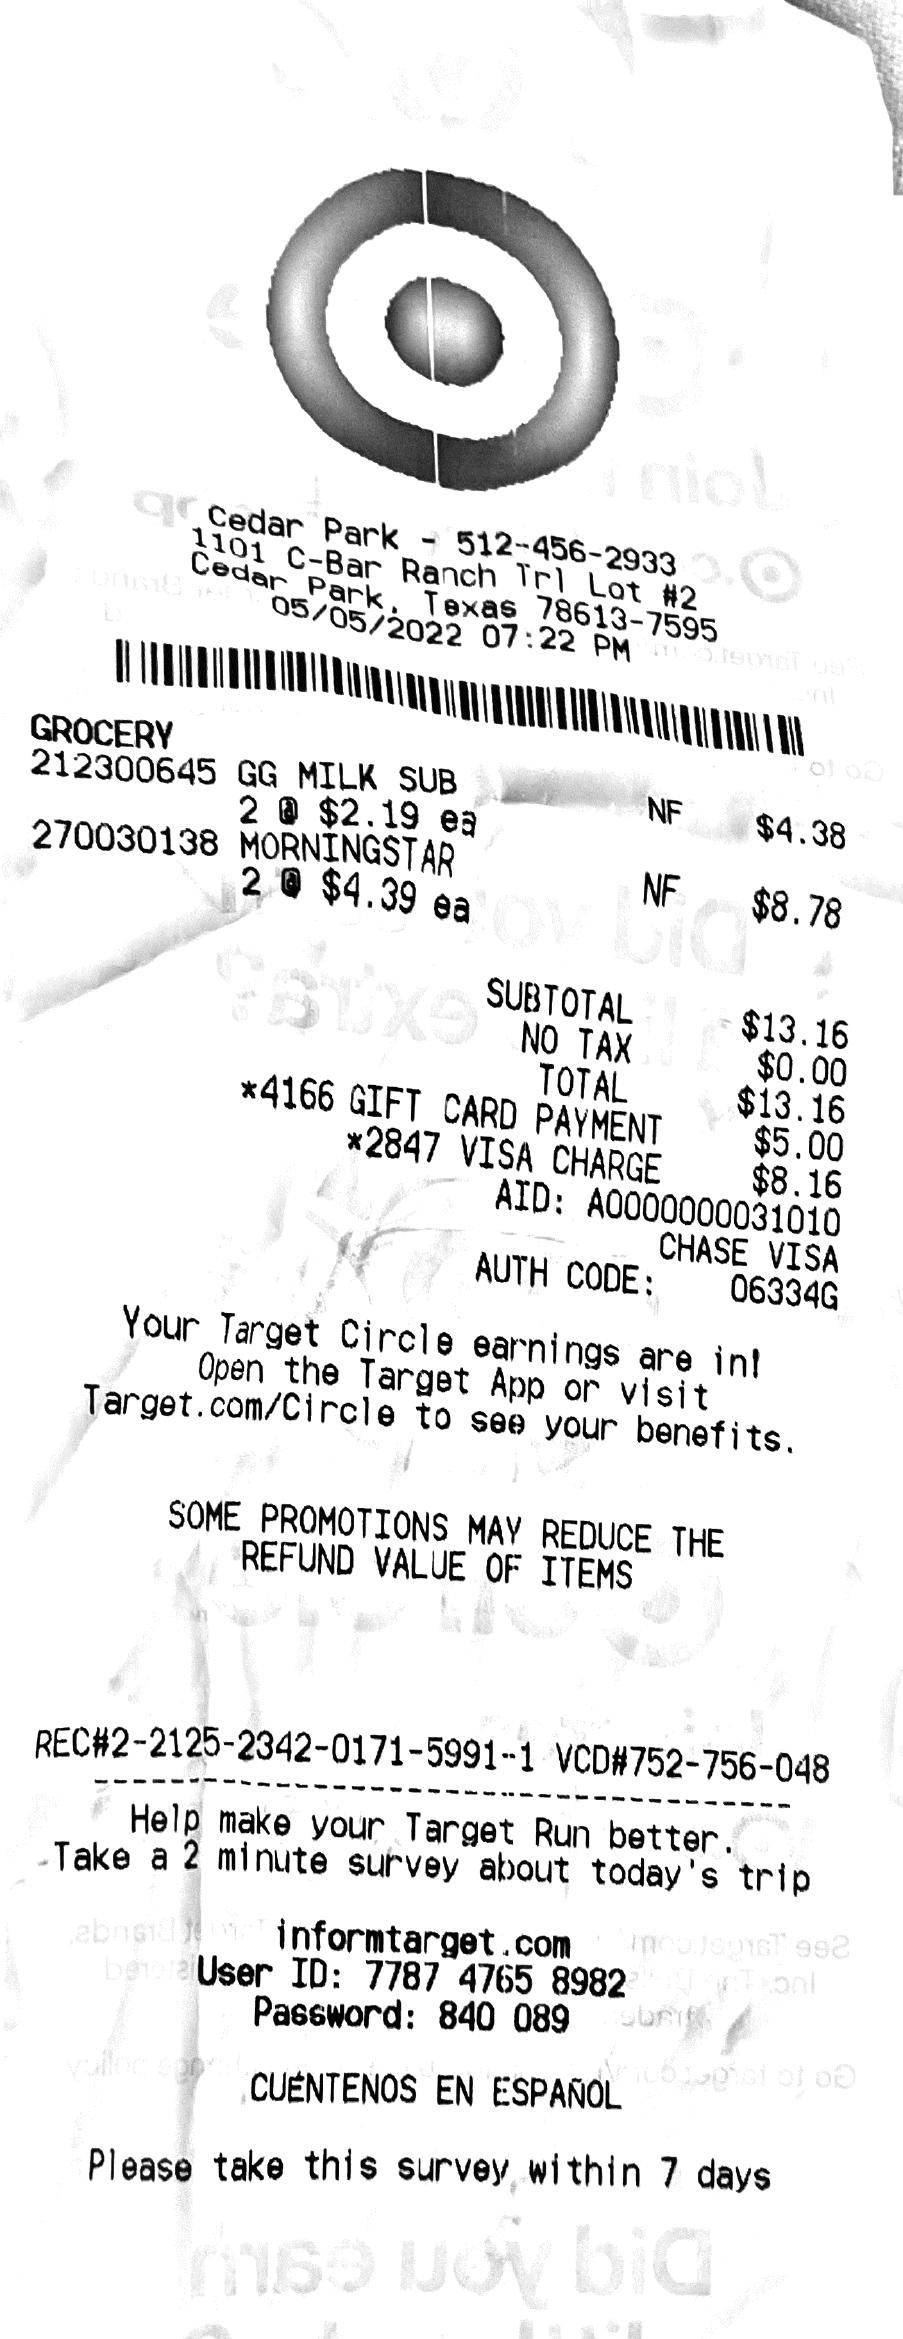 Cedar Park - 512-456-2933
1101 C-Bar Ranch Trl Lot #2
Cedar Park, Texas 78613-7595
05/05/2022 07:22 PM
GROCERY
212300645 GG MILK SUB NF $4.38
2 @ $2.19 ea
270030138 MORNINGSTAR NF $8.78
2 @ $4.39 ea
SUBTOTAL $13.16
NO TAX $0.00
TOTAL $13.16
*4166 GIFT CARD PAYMENT $5.00
*2847 VISA CHARGE $8.16
AID: A0000000031010
CHASE VISA
AUTH CODE: 06334G
Your Target Circle earnings are in!
Open the Target App or visit
Target.com/Circle to see your benefits.
SOME PROMOTIONS MAY REDUCE THE
REFUND VALUE OF ITEMS
REC#2-2125-2342-0171-5991-1 VCD#752-756-048
Help make your Target Run better.
Take a 2 minute survey about today's trip
informtarget.com
User ID: 7787 4765 8982
Password: 840 089
CUÉNTENOS EN ESPAÑOL
Please take this survey within 7 days